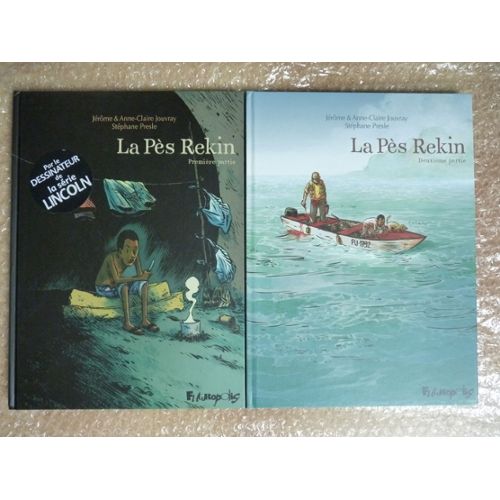 Jérôme & Anne-Claire Jouvray
Stéphane Presle
La Pès Rekin
Première partie
Par le
DESSINATEUR
de
la série
LINCOLN
Futuropolis
Jérôme & Anne-Claire Jouvray
Stéphane Presle
La Pès Rekin
Deuxième partie
Futuropolis